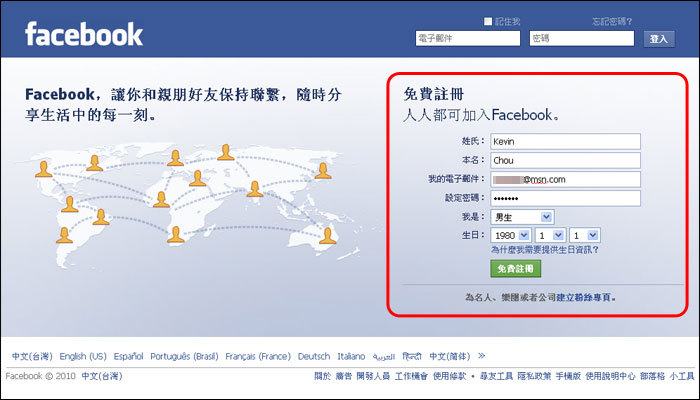 facebook
記住我
忘記密碼?
電子郵件
密碼
登入
Facebook，讓你和親朋好友保持聯繫，隨時分
享生活中的每一刻。
免費註冊
人人都可加入Facebook。
姓氏： Kevin
本名： Chou
我的電子郵件： @msn.com
設定密碼： •••••••
我是： 男生
生日： 1980 1 1
為什麼我需要提供生日資訊？
免費註冊
為名人、樂團或者公司建立粉絲專頁。
中文(台灣) English (US) Español Português (Brasil) Français (France) Deutsch Italiano العربية हिन्दी 中文(简体) »
Facebook © 2010 中文(台灣)
關於 廣告 開發人員 工作機會 使用條款 • 尋友工具 隱私政策 手機版 使用說明中心 部落格 小工具